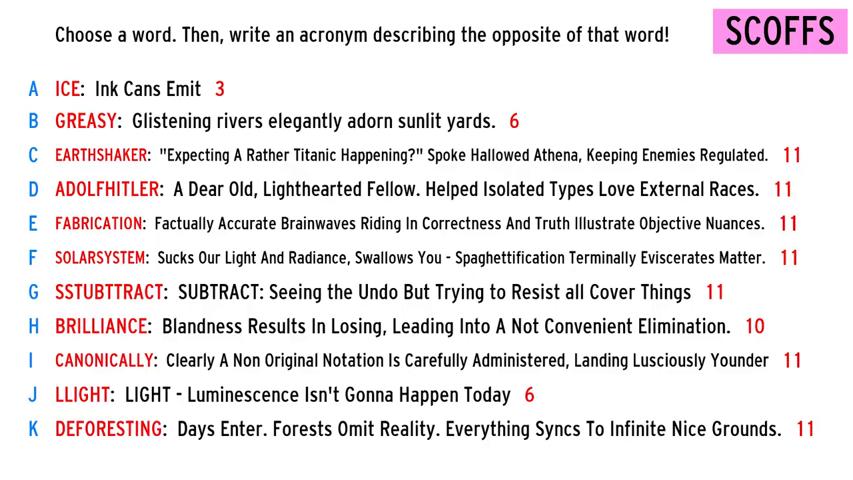 Choose a word. Then, write an acronym describing the opposite of that word!
SCOFFS
A ICE: Ink Cans Emit 3
B GREASY: Glistening rivers elegantly adorn sunlit yards. 6
C EARTHSHAKER: "Expecting A Rather Titanic Happening?" Spoke Hallowed Athena, Keeping Enemies Regulated. 11
D ADOLFHITLER: A Dear Old, Lighthearted Fellow. Helped Isolated Types Love External Races. 11
E FABRICATION: Factually Accurate Brainwaves Riding In Correctness And Truth Illustrate Objective Nuances. 11
F SOLARSYSTEM: Sucks Our Light And Radiance, Swallows You - Spaghettification Terminally Eviscerates Matter. 11
G SSTUBTTRACT: SUBTRACT: Seeing the Undo But Trying to Resist all Cover Things 11
H BRILLIANCE: Blandness Results In Losing, Leading Into A Not Convenient Elimination. 10
I CANONICALLY: Clearly A Non Original Notation Is Carefully Administered, Landing Lusciously Younder 11
J LLIGHT: LIGHT - Luminescence Isn't Gonna Happen Today 6
K DEFORESTING: Days Enter. Forests Omit Reality. Everything Syncs To Infinite Nice Grounds. 11